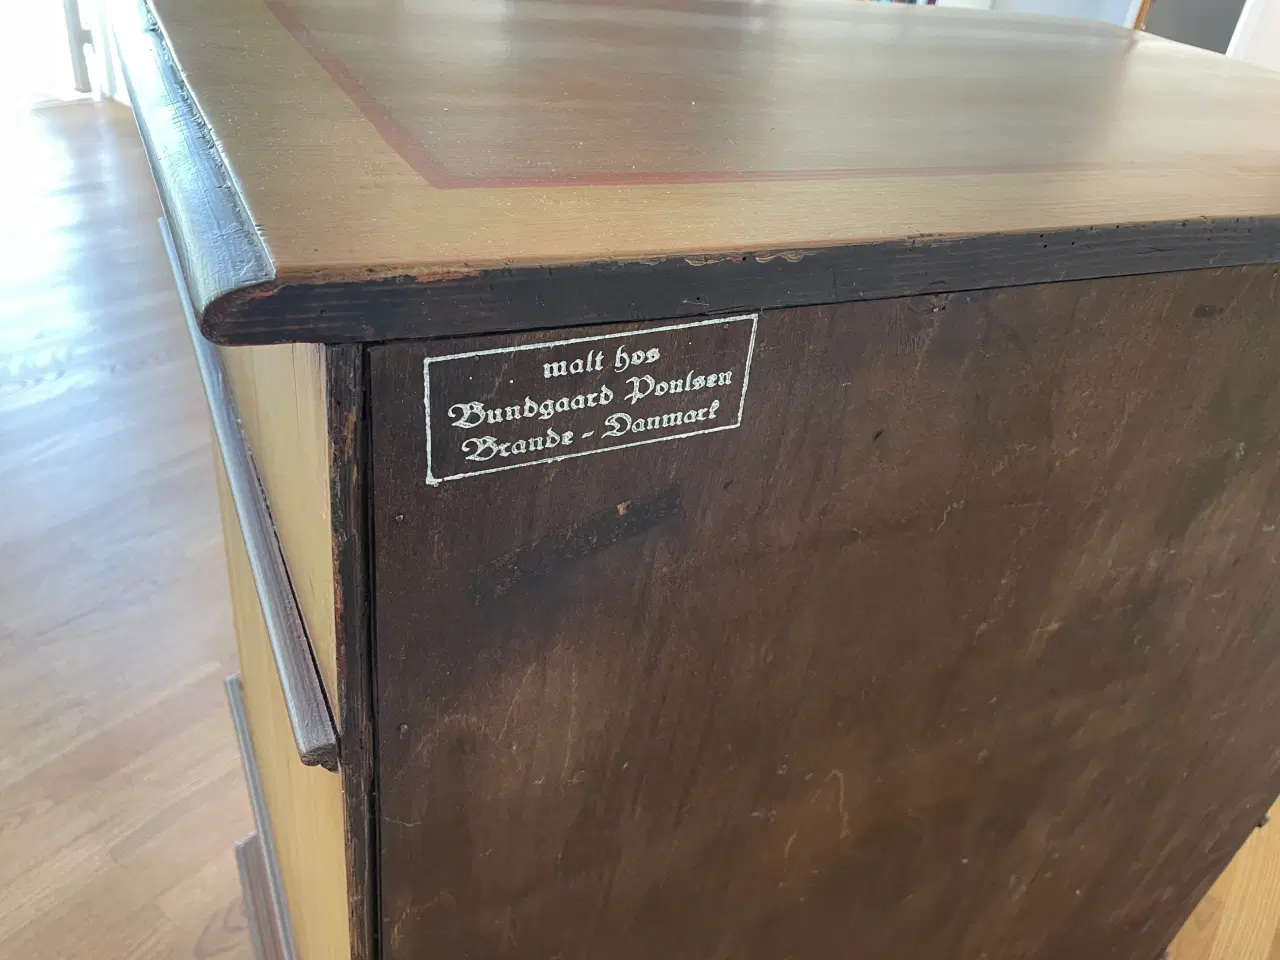 malt hos
Bundgaard Poulsen
Brande - Danmark